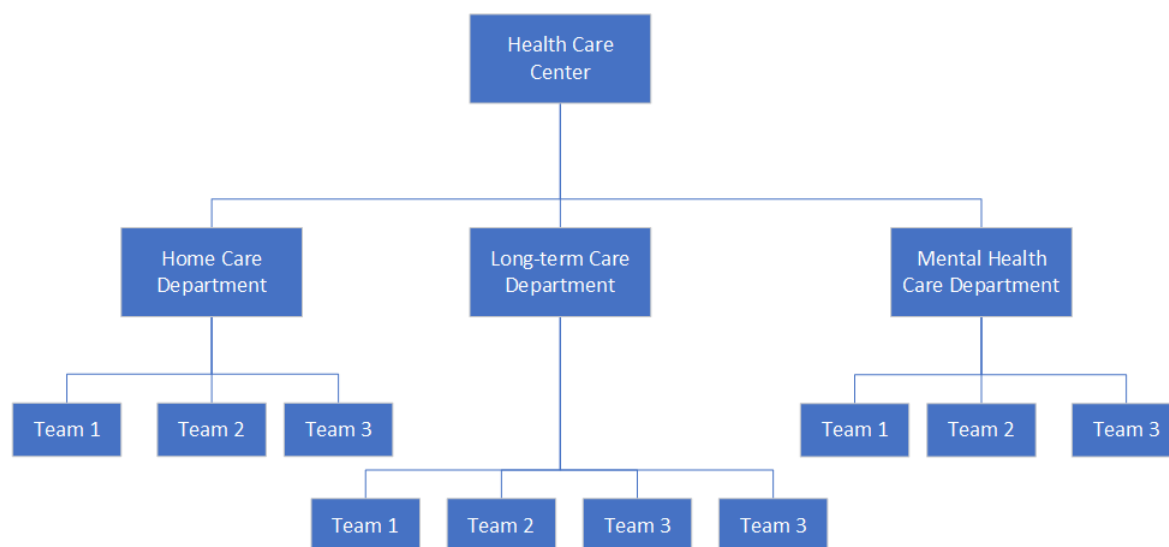 Health Care
Center
Home Care
Department
Long-term Care
Department
Mental Health
Care Department
Team 1
Team 2
Team 3
Team 1
Team 2
Team 3
Team 1
Team 2
Team 3
Team 3